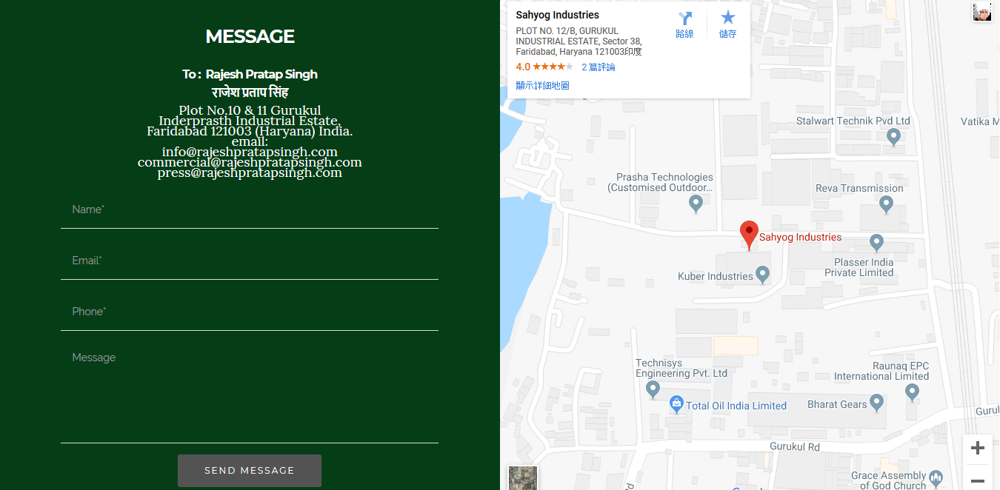 MESSAGE
To : Rajesh Pratap Singh
राजेश प्रताप सिंह
Plot No.10 & 11 Gurukul
Inderprasth Industrial Estate,
Faridabad 121003 (Haryana) India.
email:
info@rajeshpratapsingh.com
commercial@rajeshpratapsingh.com
press@rajeshpratapsingh.com
Name*
Email*
Phone*
Message
SEND MESSAGE
Sahyog Industries
PLOT NO. 12/B, GURUKUL
INDUSTRIAL ESTATE, Sector 38,
Faridabad, Haryana 121003印度
4.0
2 篇評論
顯示詳細地圖
路線
儲存
Stalwart Technik Pvd Ltd
Vatika M
Prasha Technologies
(Customised Outdoor...
Reva Transmission
Sahyog Industries
Plasser India
Private Limited
Kuber Industries
Technisys
Engineering Pvt. Ltd
Raunaq EPC
International Limited
Total Oil India Limited
Bharat Gears
Guruk
Gurukul Rd
Grace Assembly
of God Church